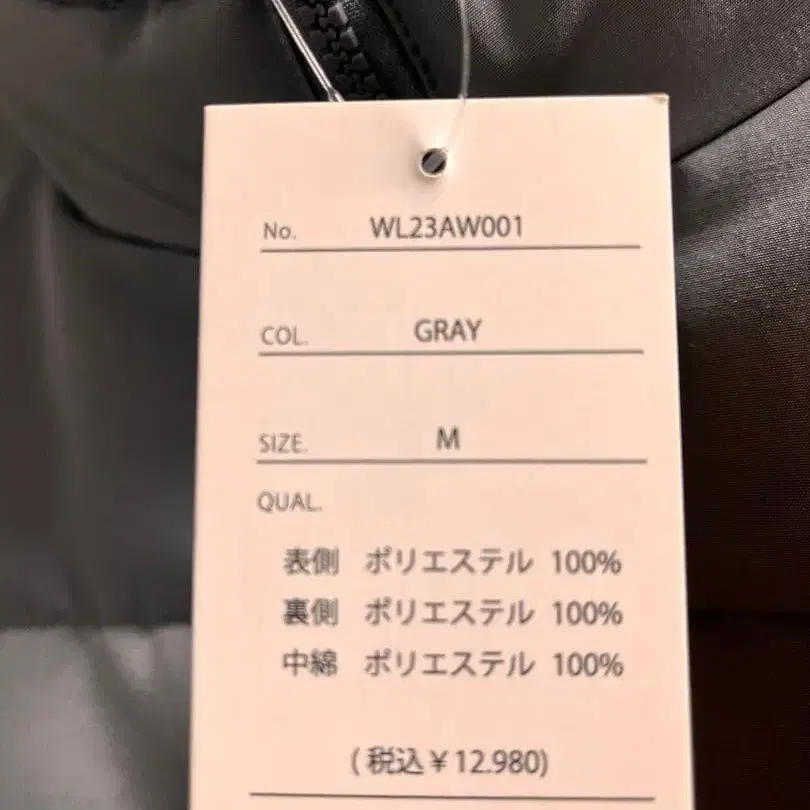 No. WL23AW001
COL. GRAY
SIZE. M
QUAL.
表側 ポリエステル 100%
裏側 ポリエステル 100%
中綿 ポリエステル 100%
(税込¥12.980)